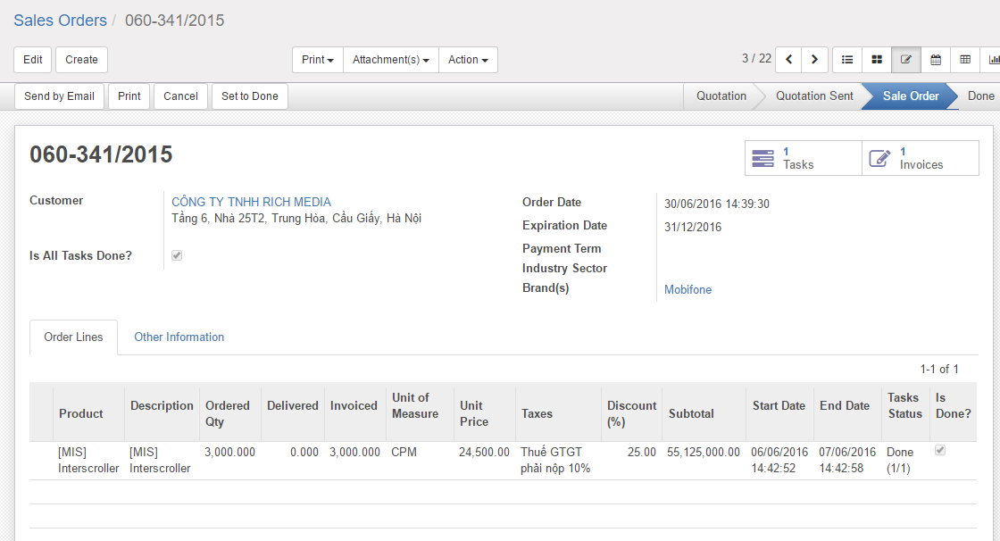 Sales Orders / 060-341/2015
Edit Create Print Attachment(s) Action 3 / 22
Send by Email Print Cancel Set to Done Quotation Quotation Sent Sale Order Done
060-341/2015
1 Tasks
1 Invoices
Customer
CÔNG TY TNHH RICH MEDIA
Tầng 6, Nhà 25T2, Trung Hòa, Cầu Giấy, Hà Nội
Is All Tasks Done?
Order Date 30/06/2016 14:39:30
Expiration Date 31/12/2016
Payment Term
Industry Sector
Brand(s) Mobifone
Order Lines Other Information
1-1 of 1
Product Description Ordered Qty Delivered Invoiced Unit of Measure Unit Price Taxes Discount (%) Subtotal Start Date End Date Tasks Status Is Done?
[MIS] Interscroller [MIS] Interscroller 3,000.000 0.000 3,000.000 CPM 24,500.00 Thuế GTGT phải nộp 10% 25.00 55,125,000.00 06/06/2016 14:42:52 07/06/2016 14:42:58 Done (1/1)